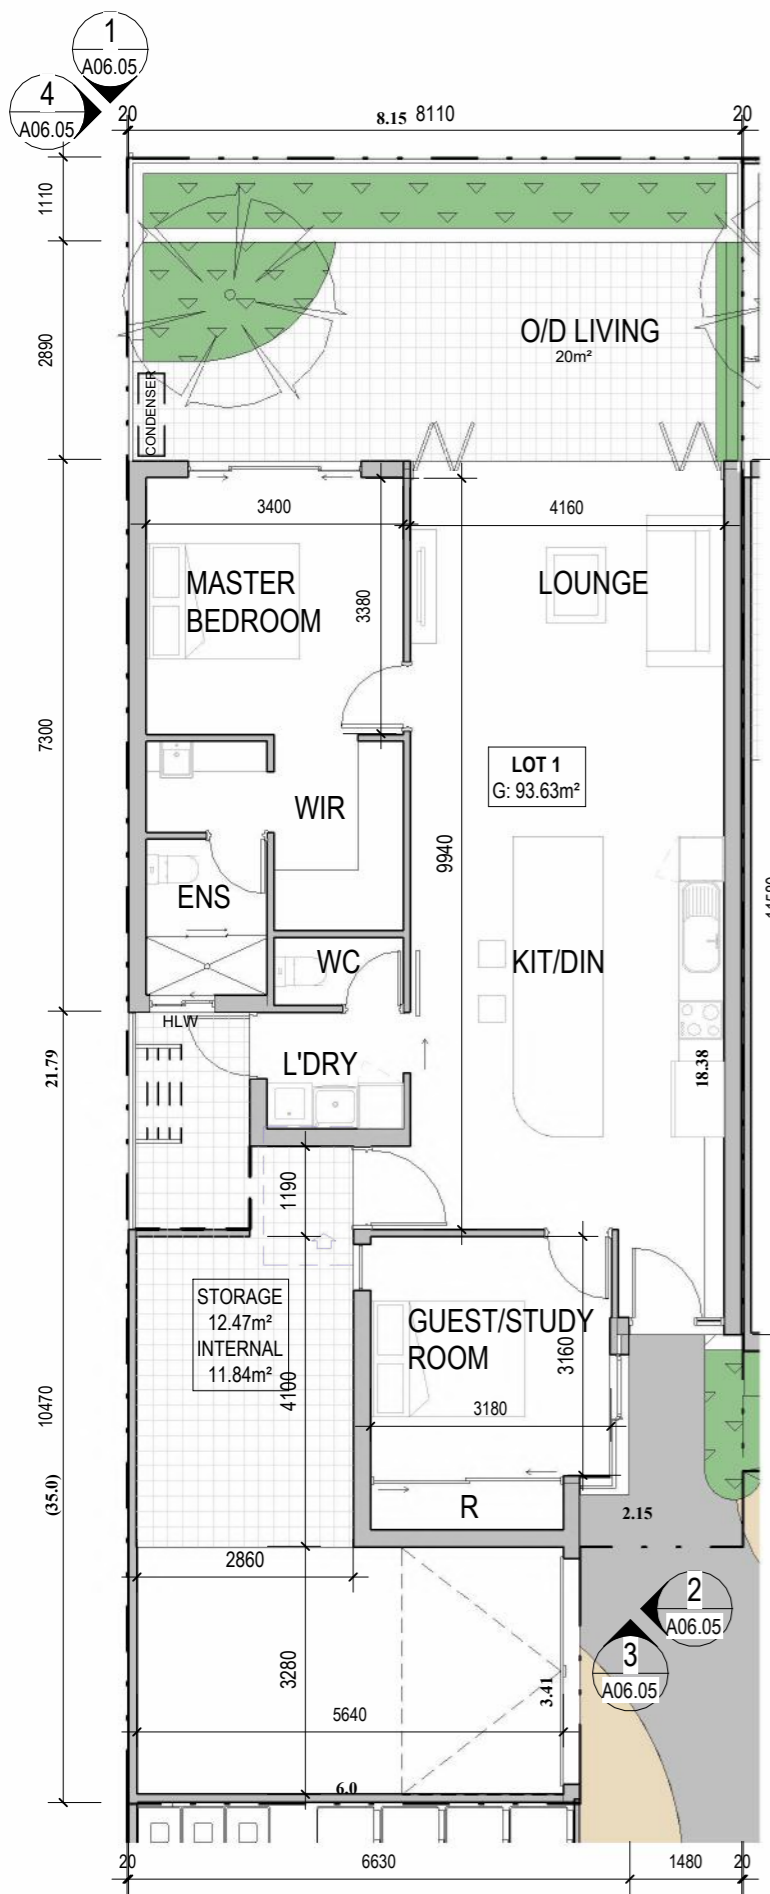 1
A06.05
4
A06.05
20
8.15 8110
20
1110
2890
O/D LIVING
20m²
CONDENSER
3400
4160
MASTER
BEDROOM
3380
LOUNGE
7300
LOT 1
G: 93.63m²
WIR
9940
ENS
WC
KIT/DIN
HLW
L'DRY
21.79
18.38
1190
STORAGE
12.47m²
INTERNAL
11.84m²
4100
GUEST/STUDY
ROOM
3160
3180
10470
(35.0)
R
2.15
2860
2
A06.05
3
A06.05
3280
3.41
5640
6.0
20
6630
1480
20